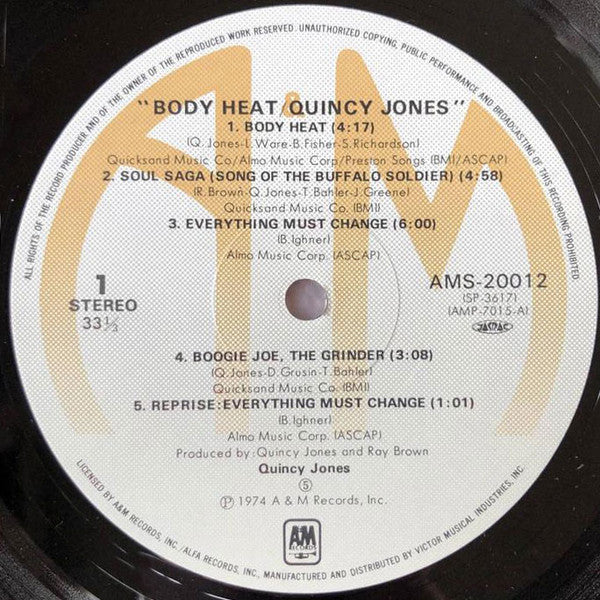 ALL RIGHTS OF THE RECORD PRODUCER AND OF THE OWNER OF THE REPRODUCED WORK RESERVED. UNAUTHORIZED COPYING, PUBLIC PERFORMANCE AND BROADCASTING OF THIS RECORDING PROHIBITED.
&
"BODY HEAT/QUINCY JONES"
1. BODY HEAT (4:17)
(Q. Jones-L. Ware-B. Fisher-S. Richardson)
Quicksand Music Co/Almo Music Corp/Preston Songs (BMI/ASCAP)
2. SOUL SAGA (SONG OF THE BUFFALO SOLDIER) (4:58)
(R. Brown-Q. Jones-T. Bahler-J. Greene)
Quicksand Music Co. (BMI)
3. EVERYTHING MUST CHANGE (6:00)
(B. Ighner)
Almo Music Corp. (ASCAP)
1
STEREO
33⅓
AMS-20012
(SP-3617)
(AMP-7015-A)
JASRAC
4. BOOGIE JOE, THE GRINDER (3:08)
(Q. Jones-D. Grusin-T. Bahler)
Quicksand Music Co. (BMI)
5. REPRISE: EVERYTHING MUST CHANGE (1:01)
(B. Ighner)
Almo Music Corp. (ASCAP)
Produced by: Quincy Jones and Ray Brown
Quincy Jones
⑤
℗ 1974 A & M Records, Inc.
A&M
RECORDS
LICENSED BY A&M RECORDS, INC./ALFA RECORDS, INC., MANUFACTURED AND DISTRIBUTED BY VICTOR MUSICAL INDUSTRIES, INC.